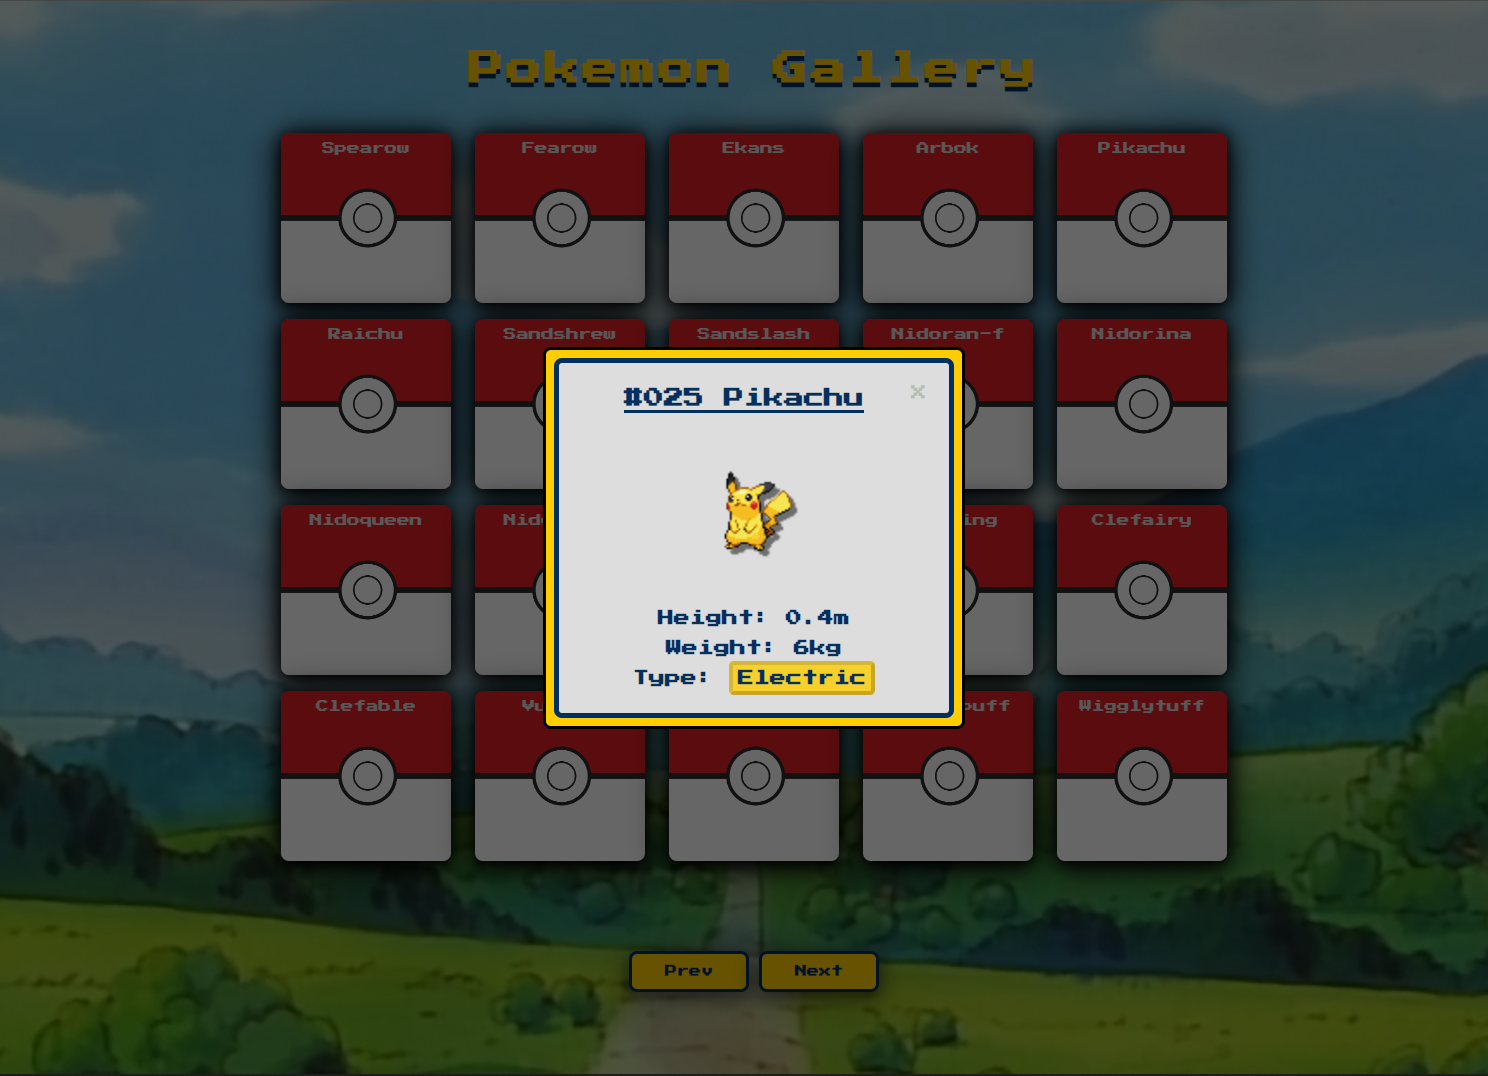 Pokemon Gallery
Spearow Fearow Ekans Arbok Pikachu
Raichu Sandshrew Sandslash Nidoran-f Nidorina
#025 Pikachu ×
Nidoqueen Clefairy
Height: 0.4m
Weight: 6kg
Type: Electric
Clefable Wigglytuff
Prev Next